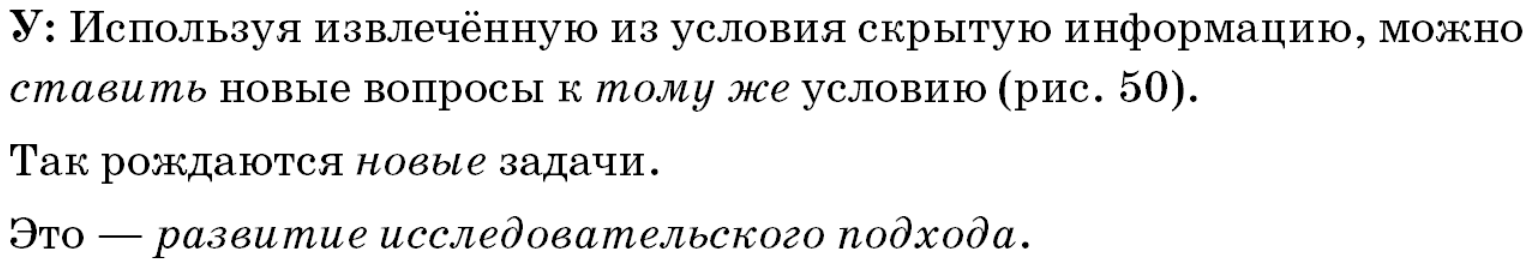 У: Используя извлечённую из условия скрытую информацию, можно
ставить новые вопросы к тому же условию (рис. 50).
Так рождаются новые задачи.
Это — развитие исследовательского подхода.